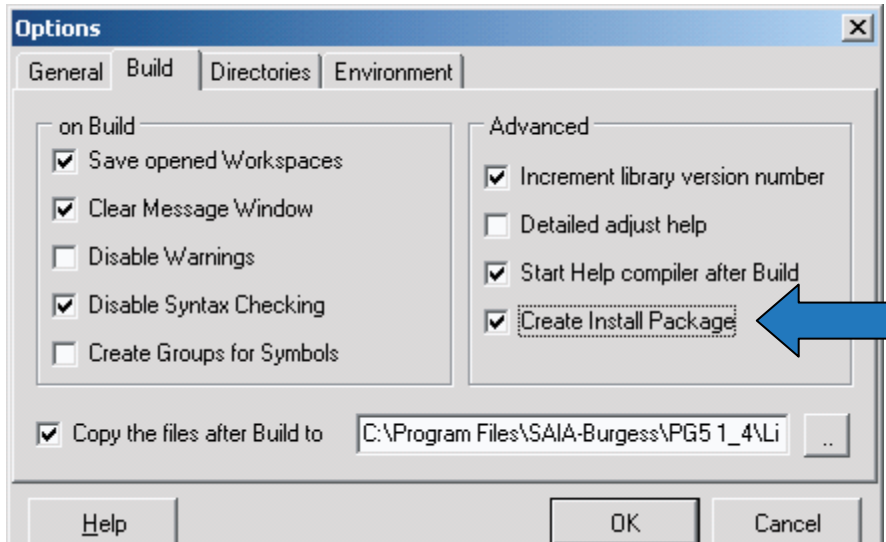 Options
General Build Directories Environment
on Build
Save opened Workspaces
Clear Message Window
Disable Warnings
Disable Syntax Checking
Create Groups for Symbols
Advanced
Increment library version number
Detailed adjust help
Start Help compiler after Build
Create Install Package
Copy the files after Build to C:\Program Files\SAIA-Burgess\PG5 1_4\Li ..
Help OK Cancel